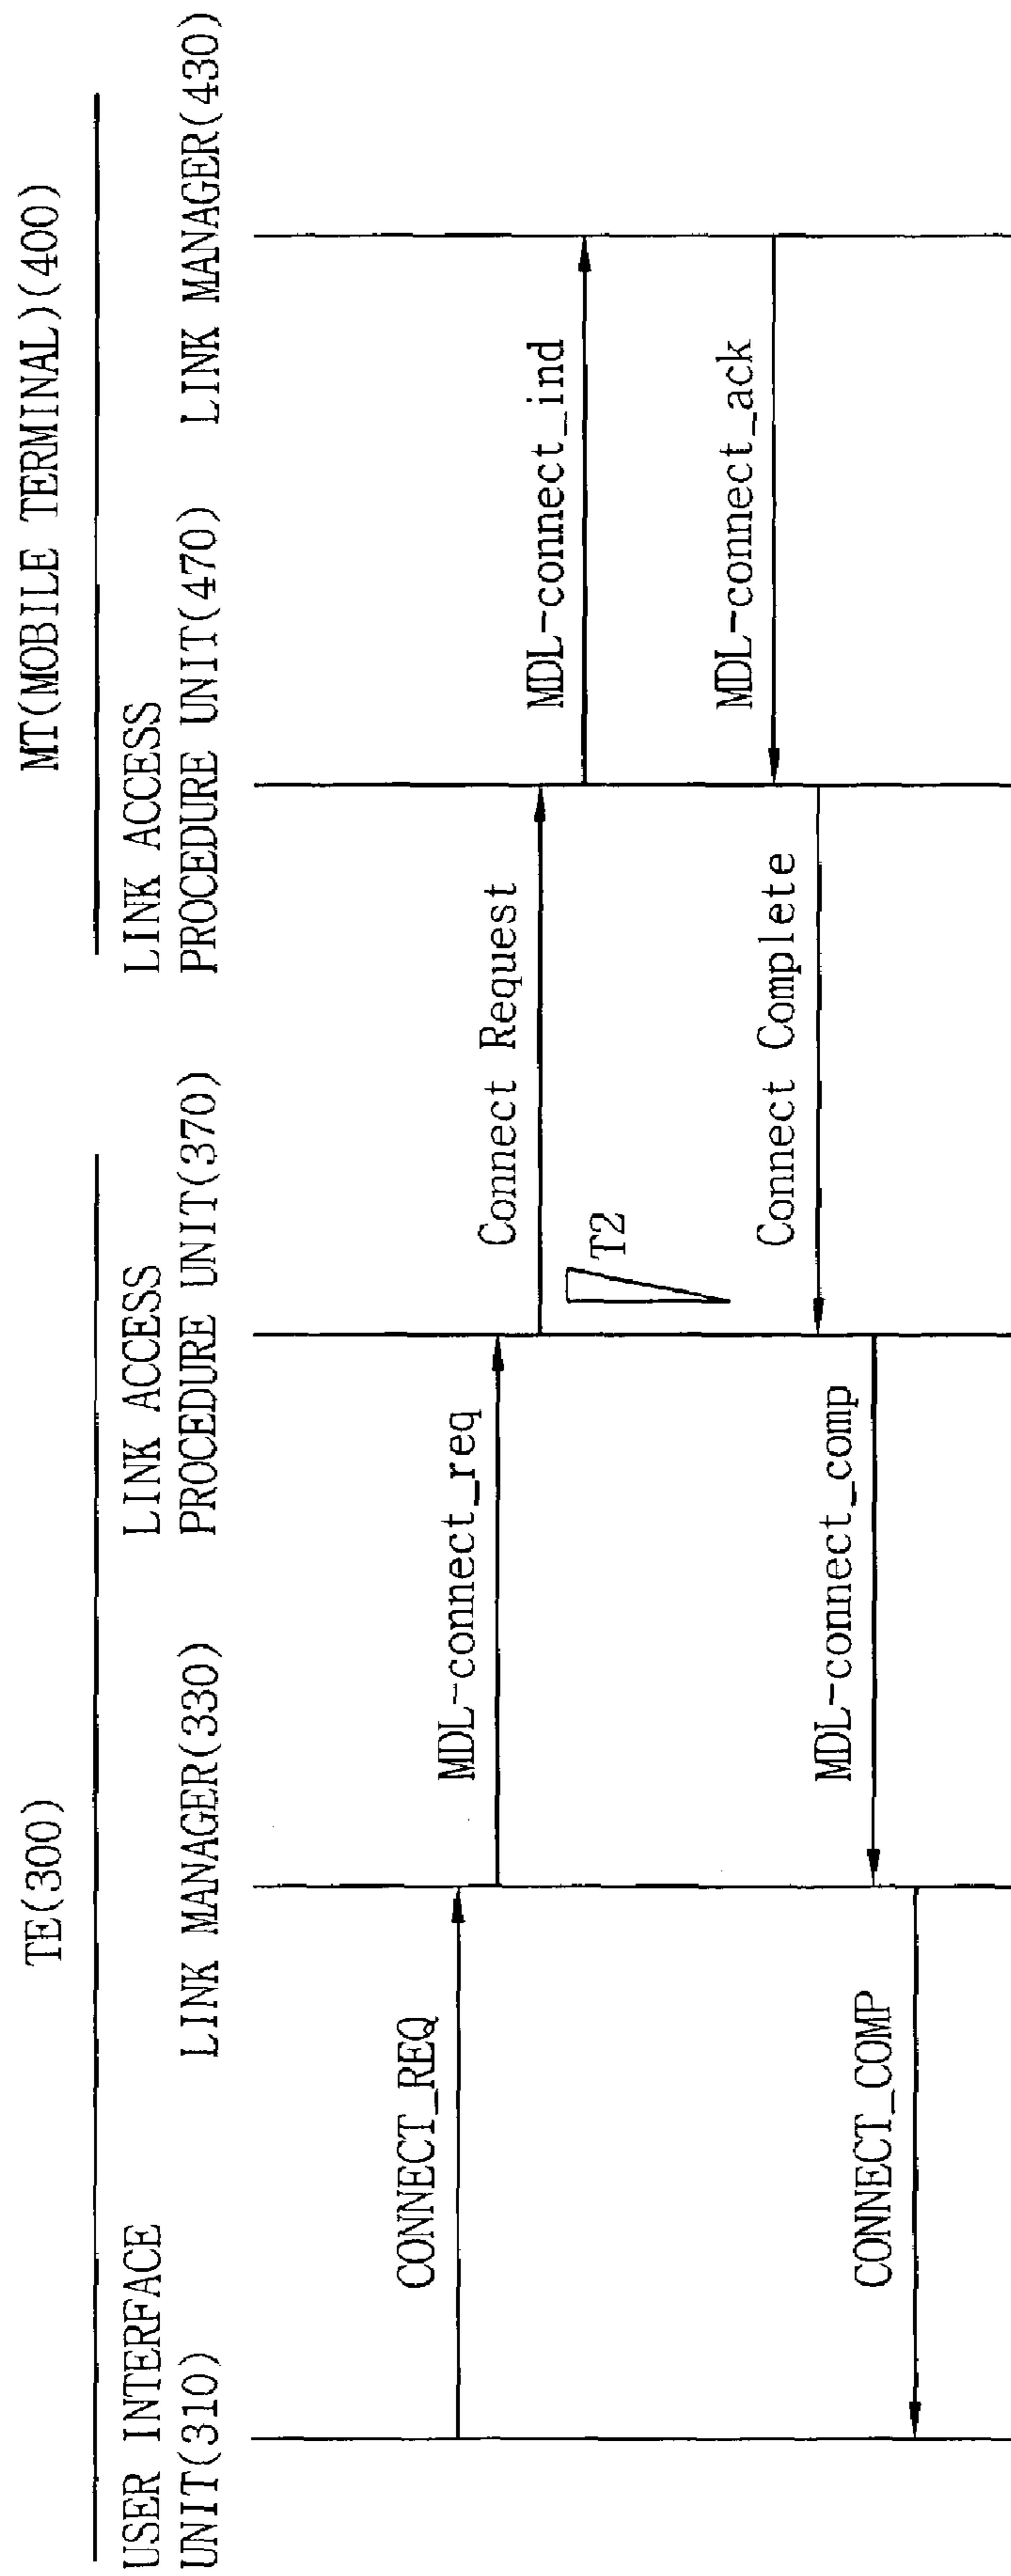 TE(300)
MT(MOBILE TERMINAL)(400)
USER INTERFACE
UNIT(310)
LINK MANAGER(330)
LINK ACCESS
PROCEDURE UNIT(370)
LINK ACCESS
PROCEDURE UNIT(470)
LINK MANAGER(430)
CONNECT_REQ
MDL-connect_req
Connect Request
MDL-connect_ind
T2
MDL-connect_ack
Connect Complete
MDL-connect_comp
CONNECT_COMP